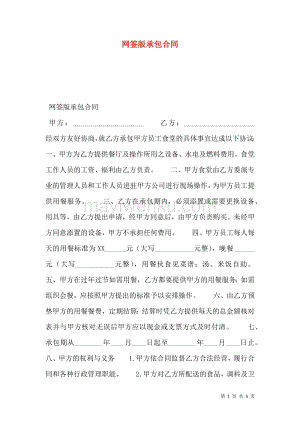 网签版承包合同
网签版承包合同
甲方： 乙方：
经双方友好协商、就乙方承包甲方员工食堂的具体事宜达成以下协议
一、甲方为乙方提供餐厅及操作所用之设备、水电及燃料费用。食
堂工作人员的工资、福利由乙方负责。 二、甲方食堂由乙方委派专
业的管理人员和工作人员进驻甲方公司进行现场操作，为甲方员工提
供用餐服务。 三、乙方在承包期内，必须添置或需要更换设备、
用具，由乙方提出申请，经甲方同意后，由甲方负责购买。未经甲
方同意添置的设备，甲方不承担任何费用。 四、甲方员工每人每
天的用餐标准为XX____元（大写________元整），晚餐____
元（大写________元整），用餐伙食见菜谱：汤、米饭自助。
五、甲方在过年过节如需用餐，乙方都要提供甲方的用餐服务；如需
组织会餐，应按照甲方提出的标准予以安排操作。 六、由乙方预
垫甲方的用餐餐费，定期结算；结算时凭乙方提供每天的总金额核对
表并与甲方核对无误后甲方应以现金或支票方式及时付清。 七、
承包期从____年____月____日起至____年____月____日止。
八、甲方的权利与义务 1.甲方依合同监督乙方合法经营，履行合
同和各种行政管理职能。 2.甲方对乙方所配送的食品，调料及卫
第 1 页 共 5 页